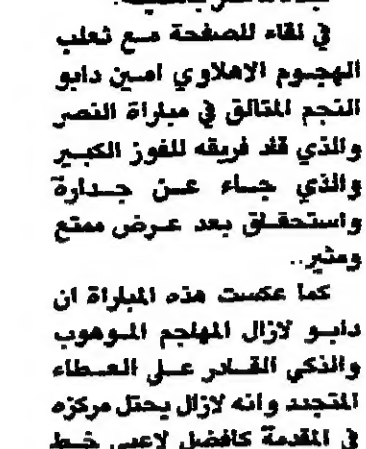 في لقاء للصفحة مع ثعلب
الهجوم الاهلاوي امين دابو
النجم المتالق في مباراة النصر
والذي قاد فريقه للفوز الكبير
والذي جاء عن جدارة
واستحقاق بعد عرض ممتع
ومثير..
كما عكست هذه المباراة ان
دابو لازال المهاجم الموهوب
والذكي القادر على العطاء
المتجدد وانه لازال يحتل مركزه
في المقدمة كافضل لاعبي خط